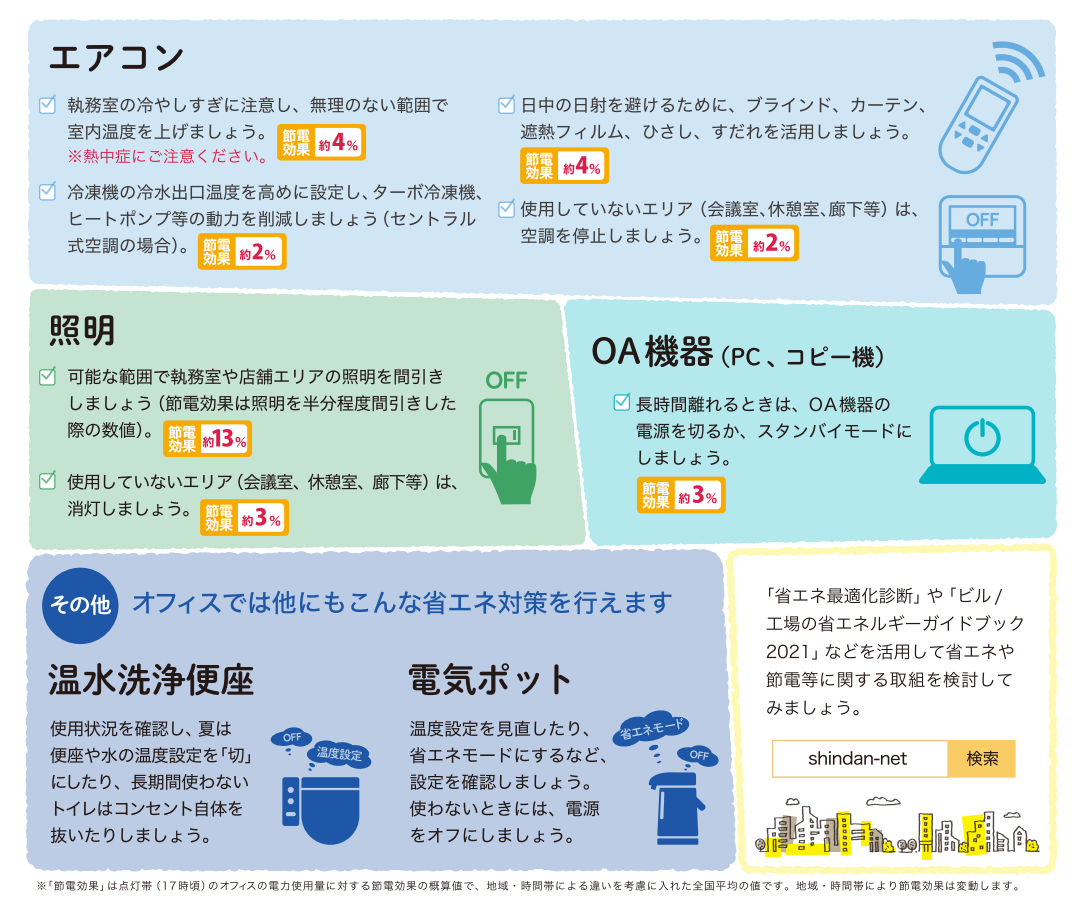 エアコン
執務室の冷やしすぎに注意し、無理のない範囲で
室内温度を上げましょう。
節電効果 約4%
※熱中症にご注意ください。
冷凍機の冷水出口温度を高めに設定し、ターボ冷凍機、
ヒートポンプ等の動力を削減しましょう（セントラル
式空調の場合）。
節電効果 約2%
日中の日射を避けるために、ブラインド、カーテン、
遮熱フィルム、ひさし、すだれを活用しましょう。
節電効果 約4%
使用していないエリア（会議室、休憩室、廊下等）は、
空調を停止しましょう。
節電効果 約2%
OFF
照明
可能な範囲で執務室や店舗エリアの照明を間引き
しましょう（節電効果は照明を半分程度間引きした
際の数値）。
節電効果 約13%
使用していないエリア（会議室、休憩室、廊下等）は、
消灯しましょう。
節電効果 約3%
OFF
OA機器（PC、コピー機）
長時間離れるときは、OA機器の
電源を切るか、スタンバイモードに
しましょう。
節電効果 約3%
その他
オフィスでは他にもこんな省エネ対策を行えます
温水洗浄便座
使用状況を確認し、夏は
便座や水の温度設定を「切」
にしたり、長期間使わない
トイレはコンセント自体を
抜いたりしましょう。
OFF
温度設定
電気ポット
温度設定を見直したり、
省エネモードにするなど、
設定を確認しましょう。
使わないときには、電源
をオフにしましょう。
省エネモード
OFF
「省エネ最適化診断」や「ビル/
工場の省エネルギーガイドブック
2021」などを活用して省エネや
節電等に関する取組を検討して
みましょう。
shindan-net 検索
※「節電効果」は点灯帯（17時頃）のオフィスの電力使用量に対する節電効果の概算値で、地域・時間帯による違いを考慮に入れた全国平均の値です。地域・時間帯により節電効果は変動します。